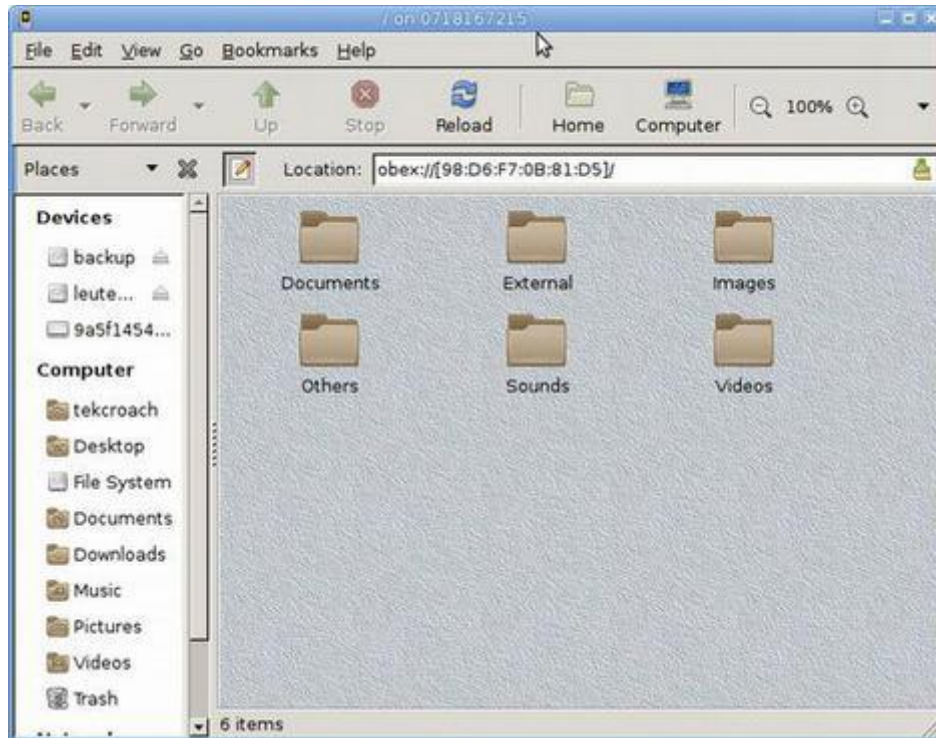 / on 0718167215
File Edit View Go Bookmarks Help
Back Forward Up Stop Reload Home Computer 100%
Places Location: obex://[98:D6:F7:0B:81:D5]/
Devices
backup
leute...
9a5f1454...
Computer
tekcroach
Desktop
File System
Documents
Downloads
Music
Pictures
Videos
Trash
Documents External Images
Others Sounds Videos
6 items